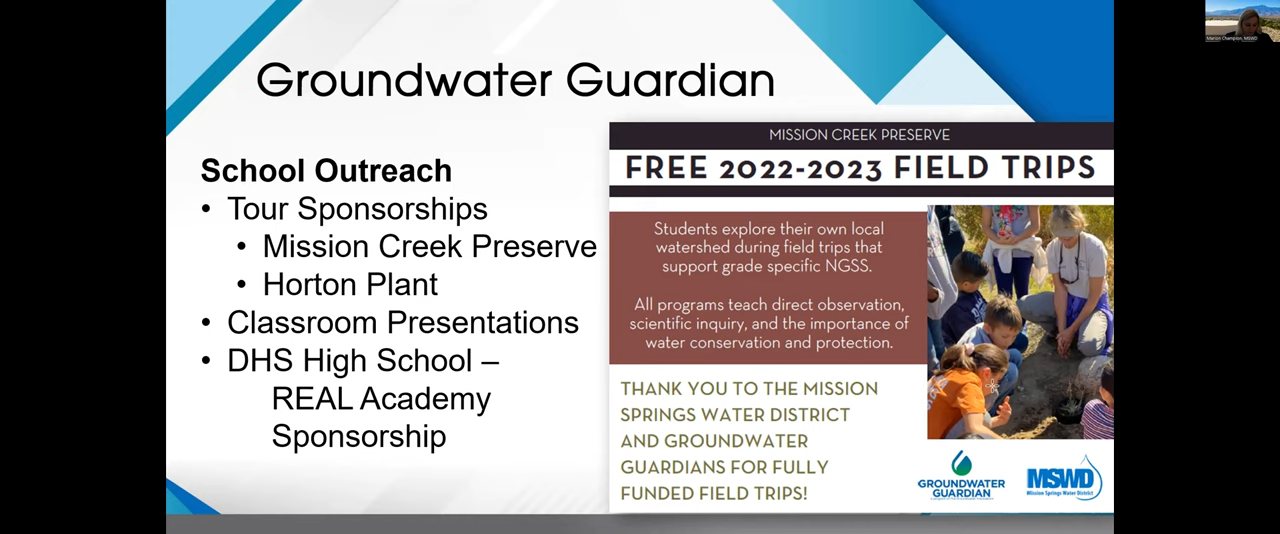 Groundwater Guardian
School Outreach
• Tour Sponsorships
• Mission Creek Preserve
• Horton Plant
• Classroom Presentations
• DHS High School –
REAL Academy
Sponsorship
MISSION CREEK PRESERVE
FREE 2022-2023 FIELD TRIPS
Students explore their own local
watershed during field trips that
support grade specific NGSS.
All programs teach direct observation,
scientific inquiry, and the importance of
water conservation and protection.
THANK YOU TO THE MISSION
SPRINGS WATER DISTRICT
AND GROUNDWATER
GUARDIANS FOR FULLY
FUNDED FIELD TRIPS!
GROUNDWATER
GUARDIAN
MSWD
Mission Springs Water District
Marion Champion, MSWD